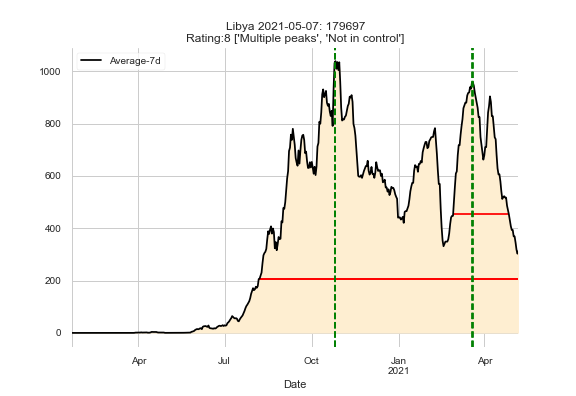 Libya 2021-05-07: 179697
Rating:8 ['Multiple peaks', 'Not in control']
Average-7d
1000
800
600
400
200
0
Apr
Jul
Oct
Jan
2021
Apr
Date